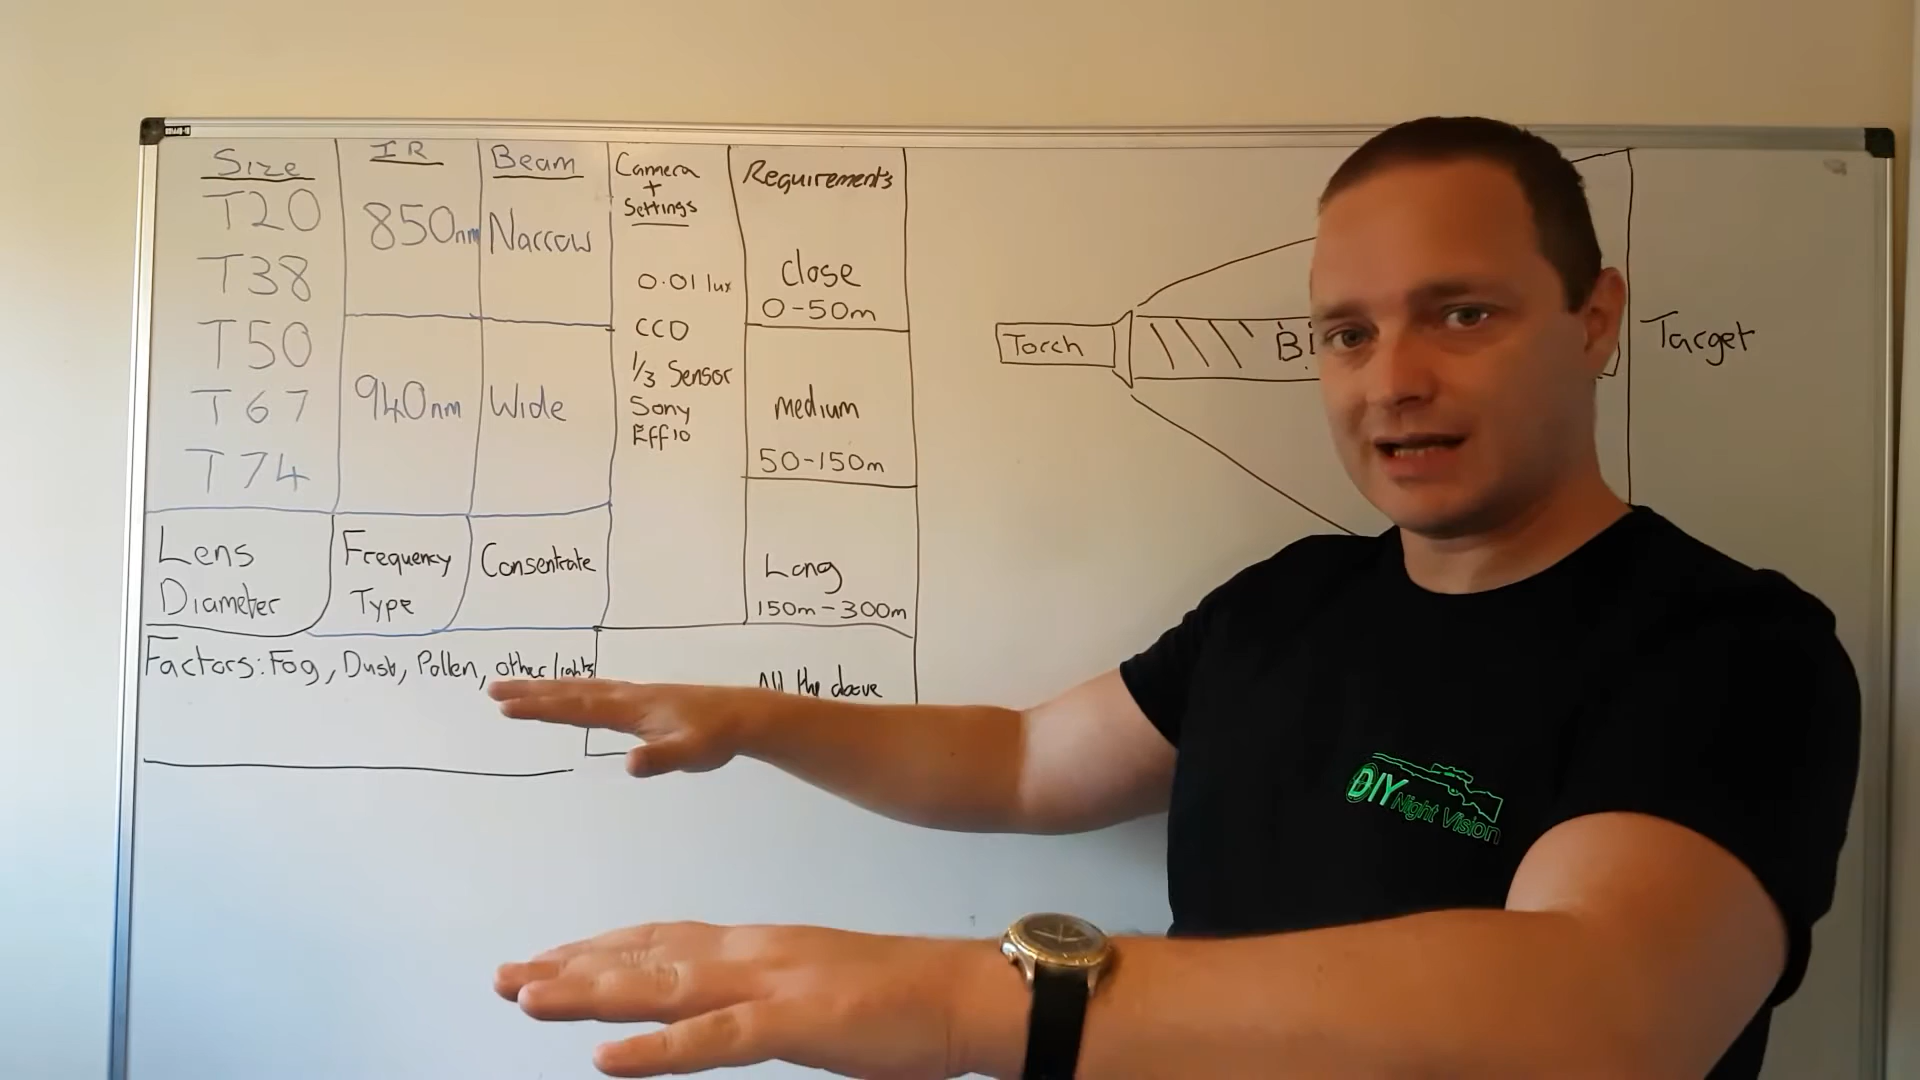 Size
T20
T38
T50
T67
T74
Lens
Diameter
IR
850nm
940nm
Frequency
Type
Beam
Narrow
Wide
Consentrate
Camera
+
Settings
0.01 lux
CCD
1/3 Sensor
Sony
Effio
Requirements
Close
0-50m
medium
50-150m
Long
150m-300m
All the above
Factors: Fog, Dust, Pollen, other lights
Torch
Target
DIY
Night Vision